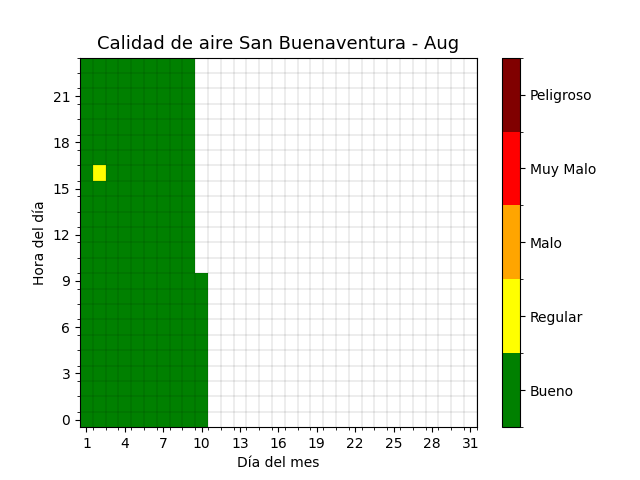 Calidad de aire San Buenaventura - Aug
Hora del día
21
18
15
12
9
6
3
0
1 4 7 10 13 16 19 22 25 28 31
Día del mes
Peligroso
Muy Malo
Malo
Regular
Bueno